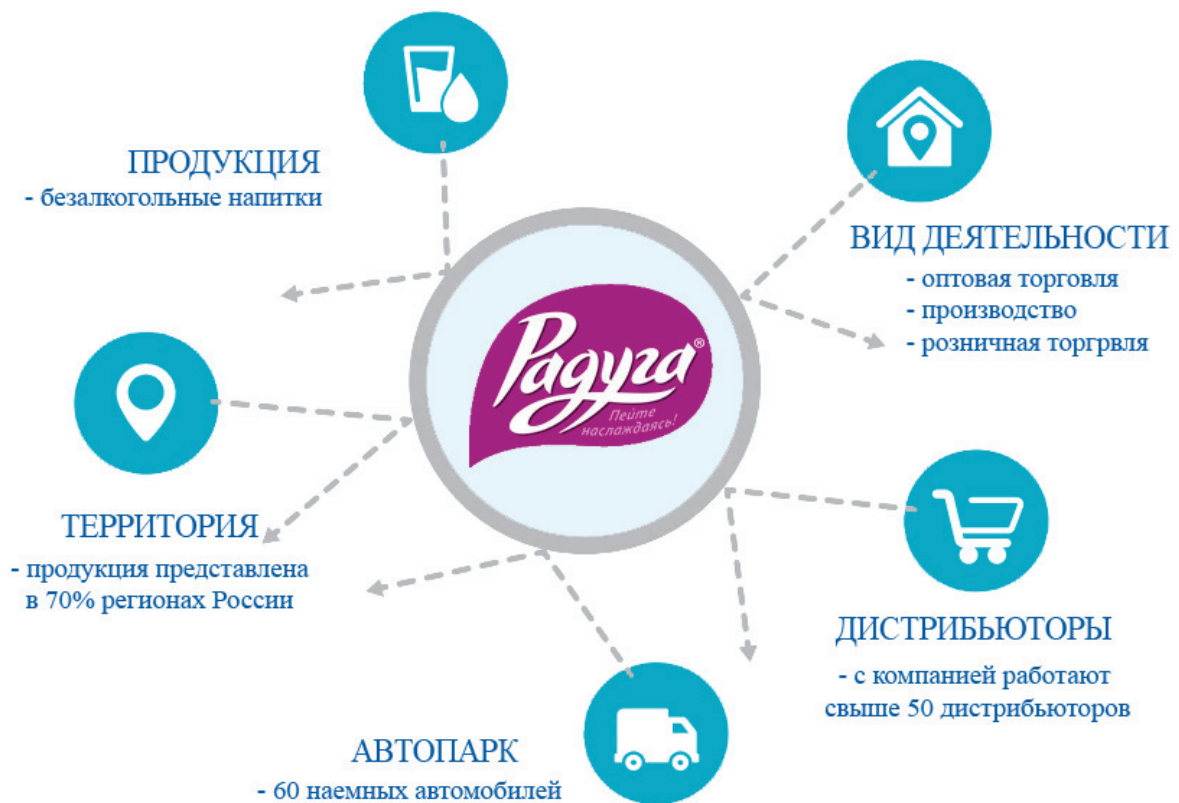 ПРОДУКЦИЯ
- безалкогольные напитки
ВИД ДЕЯТЕЛЬНОСТИ
- оптовая торговля
- производство
- розничная торгрвля
Радуга®
Пейте
наслаждаясь!
ТЕРРИТОРИЯ
- продукция представлена
в 70% регионах России
ДИСТРИБЬЮТОРЫ
- с компанией работают
свыше 50 дистрибьюторов
АВТОПАРК
- 60 наемных автомобилей